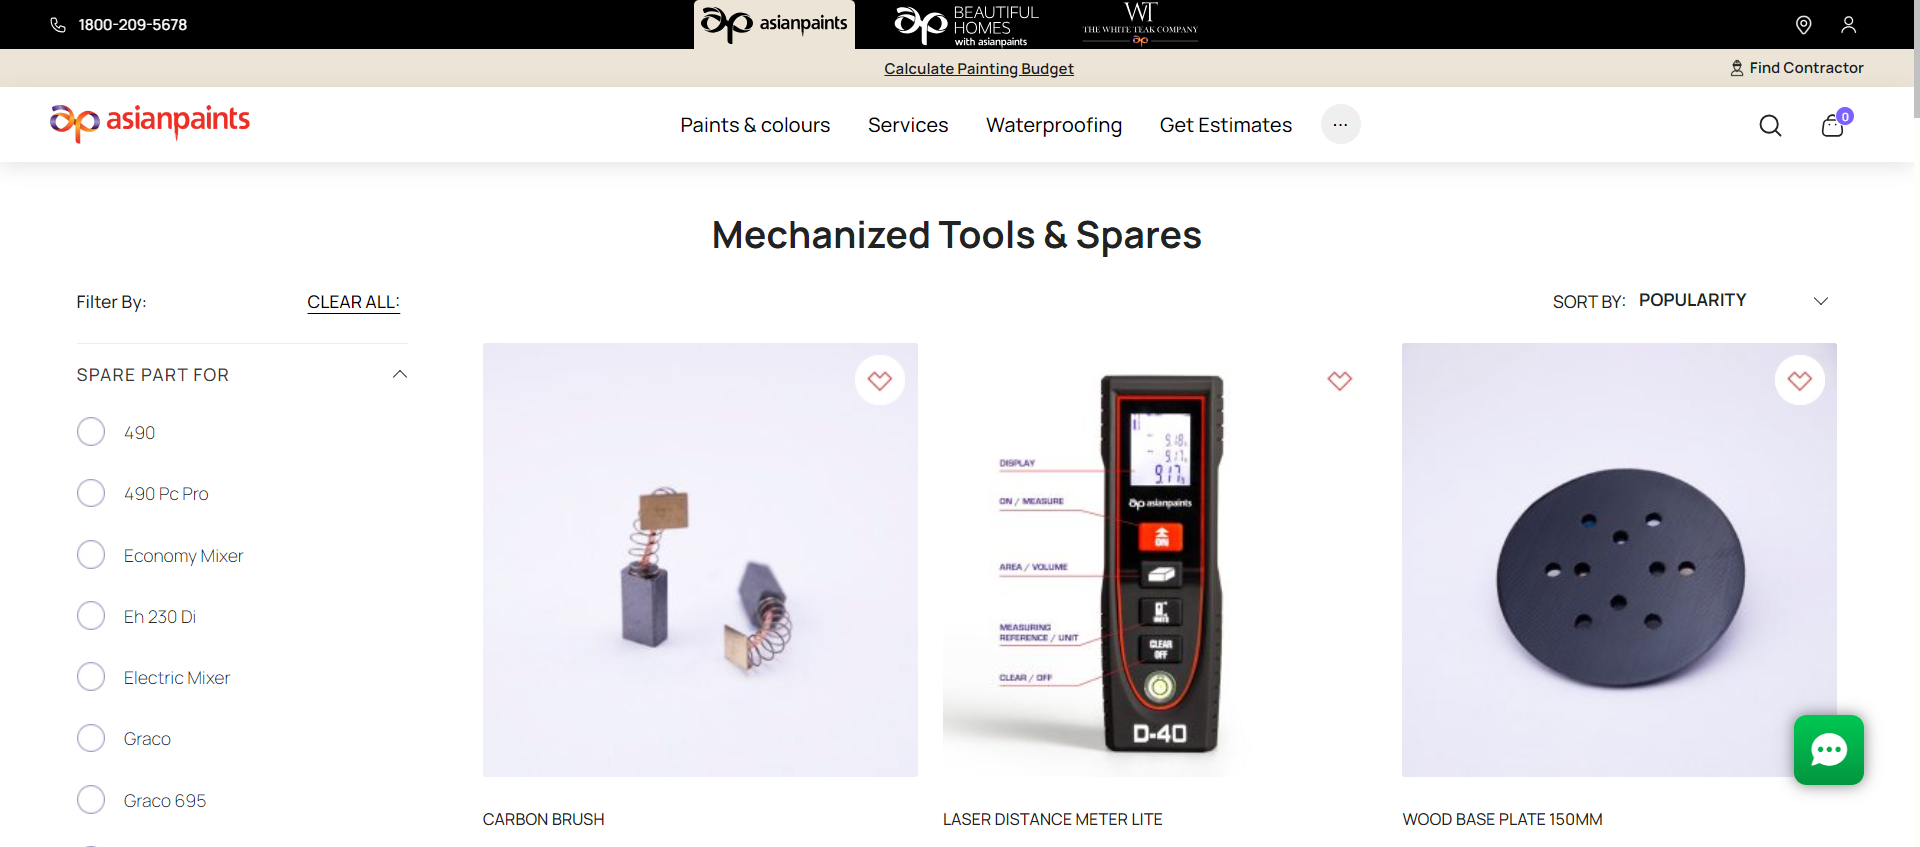 1800-209-5678
asianpaints
BEAUTIFUL
HOMES
with asianpaints
WT
THE WHITE TEAK COMPANY
Calculate Painting Budget
Find Contractor
asianpaints
Paints & colours
Services
Waterproofing
Get Estimates
...
0
Mechanized Tools & Spares
Filter By:
CLEAR ALL:
SORT BY: POPULARITY
SPARE PART FOR
490
490 Pc Pro
Economy Mixer
Eh 230 Di
Electric Mixer
Graco
Graco 695
DISPLAY
ON / MEASURE
AREA / VOLUME
MEASURING
REFERENCE / UNIT
CLEAR / OFF
asianpaints
ON
UNITS
CLEAR
OFF
D-40
CARBON BRUSH
LASER DISTANCE METER LITE
WOOD BASE PLATE 150MM